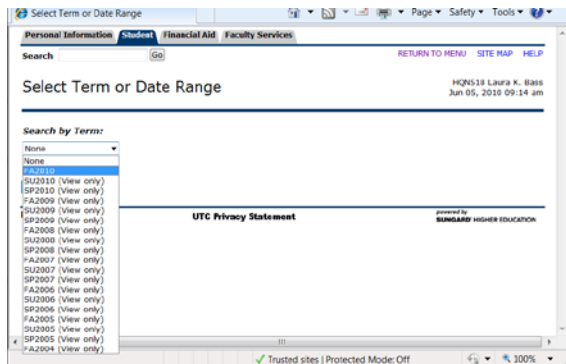 Select Term or Date Range
Page Safety Tools
Personal Information Student Financial Aid Faculty Services
Search Go
RETURN TO MENU SITE MAP HELP
Select Term or Date Range
HQN518 Laura K. Bass
Jun 05, 2010 09:14 am
Search by Term:
None
None
FA2010
SU2010 (View only)
SP2010 (View only)
FA2009 (View only)
SU2009 (View only)
SP2009 (View only)
FA2008 (View only)
SU2008 (View only)
SP2008 (View only)
FA2007 (View only)
SU2007 (View only)
SP2007 (View only)
FA2006 (View only)
SU2006 (View only)
SP2006 (View only)
FA2005 (View only)
SU2005 (View only)
SP2005 (View only)
FA2004 (View only)
UTC Privacy Statement
powered by
SUNGARD HIGHER EDUCATION
Trusted sites | Protected Mode: Off
100%